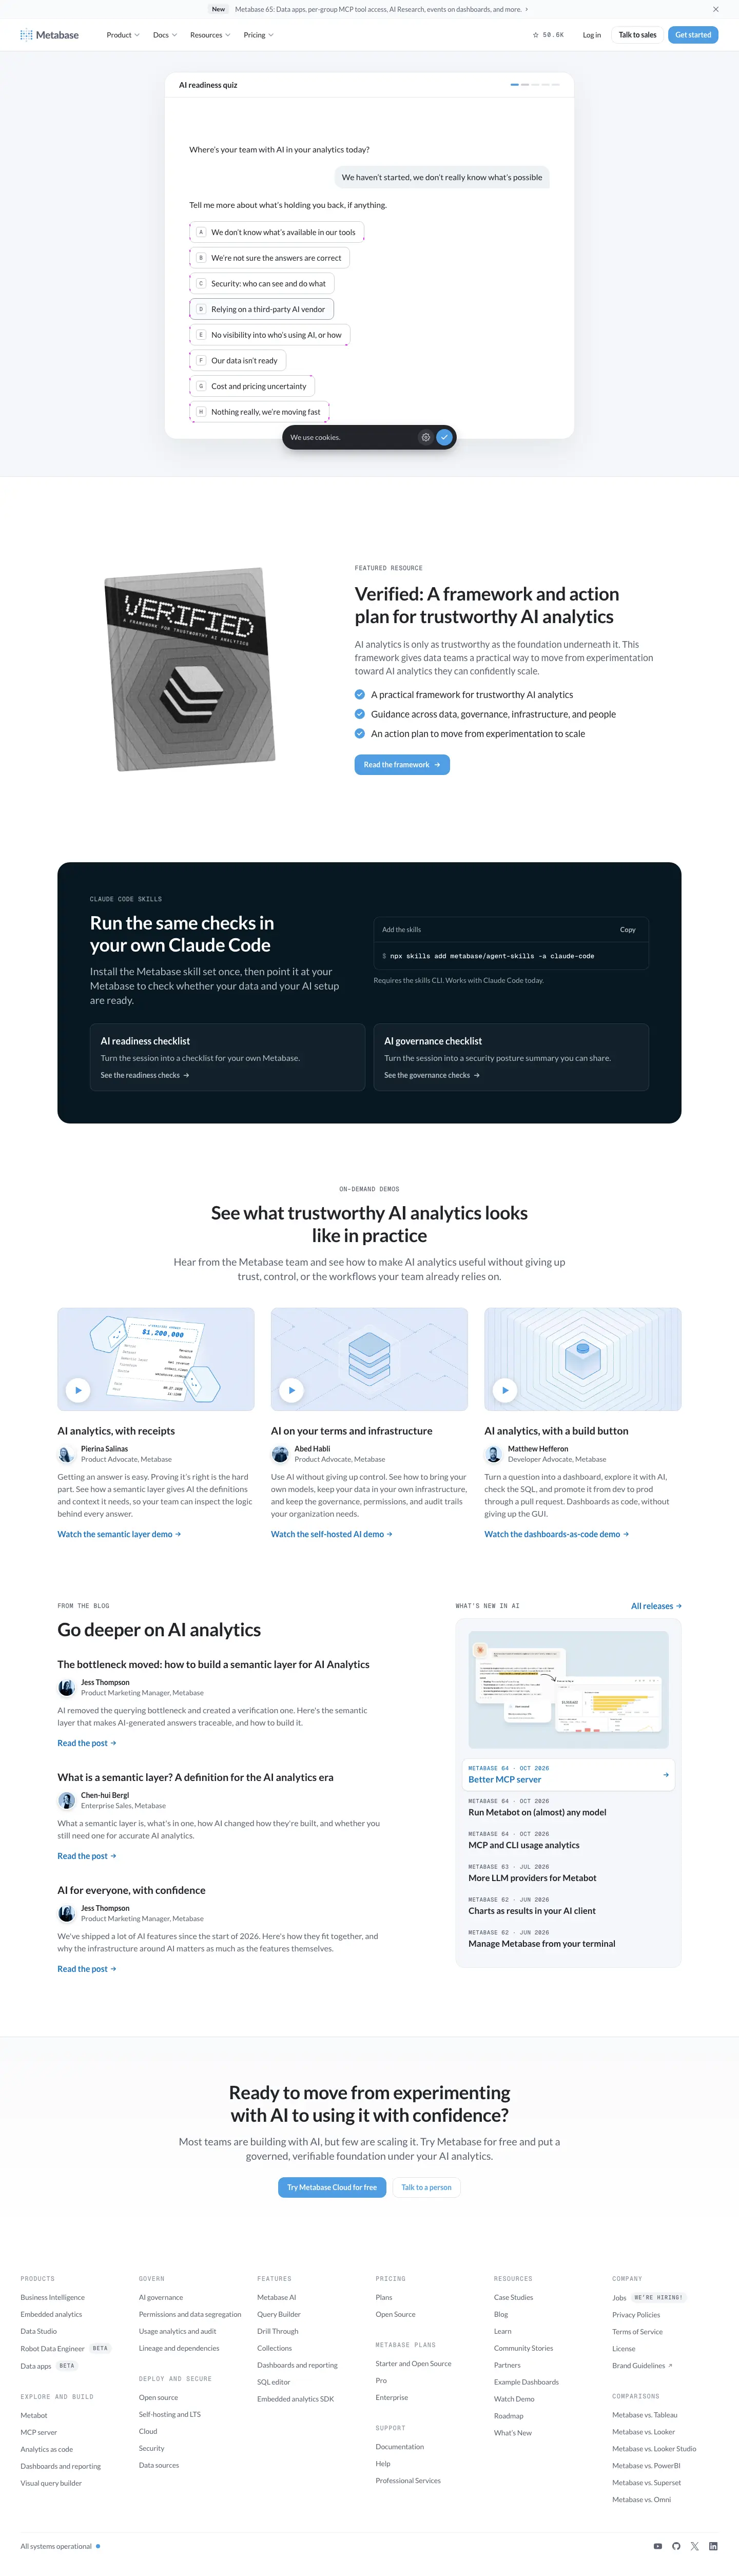 New Metabase 65: Data apps, per-group MCP tool access, AI Research, events on dashboards, and more.
Metabase Product Docs Resources Pricing 50.6K Log in Talk to sales Get started
AI readiness quiz
Where's your team with AI in your analytics today?
We haven't started, we don't really know what's possible
Tell me more about what's holding you back, if anything.
A We don't know what's available in our tools
B We're not sure the answers are correct
C Security: who can see and do what
D Relying on a third-party AI vendor
E No visibility into who's using AI, or how
F Our data isn't ready
G Cost and pricing uncertainty
H Nothing really, we're moving fast
We use cookies.
VERIFIED
A FRAMEWORK FOR TRUSTWORTHY AI ANALYTICS
FEATURED RESOURCE
Verified: A framework and action
plan for trustworthy AI analytics
AI analytics is only as trustworthy as the foundation underneath it. This
framework gives data teams a practical way to move from experimentation
toward AI analytics they can confidently scale.
A practical framework for trustworthy AI analytics
Guidance across data, governance, infrastructure, and people
An action plan to move from experimentation to scale
Read the framework →
CLAUDE CODE SKILLS
Run the same checks in
your own Claude Code
Install the Metabase skill set once, then point it at your
Metabase to check whether your data and your AI setup
are ready.
Add the skills Copy
$ npx skills add metabase/agent-skills -a claude-code
Requires the skills CLI. Works with Claude Code today.
AI readiness checklist
Turn the session into a checklist for your own Metabase.
See the readiness checks →
AI governance checklist
Turn the session into a security posture summary you can share.
See the governance checks →
ON-DEMAND DEMOS
See what trustworthy AI analytics looks
like in practice
Hear from the Metabase team and see how to make AI analytics useful without giving up
trust, control, or the workflows your team already relies on.
$1,200,000
AI analytics, with receipts
Pierina Salinas
Product Advocate, Metabase
Getting an answer is easy. Proving it's right is the hard
part. See how a semantic layer gives AI the definitions
and context it needs, so your team can inspect the logic
behind every answer.
Watch the semantic layer demo →
AI on your terms and infrastructure
Abed Habli
Product Advocate, Metabase
Use AI without giving up control. See how to bring your
own models, keep your data in your own infrastructure,
and keep the governance, permissions, and audit trails
your organization needs.
Watch the self-hosted AI demo →
AI analytics, with a build button
Matthew Hefferon
Developer Advocate, Metabase
Turn a question into a dashboard, explore it with AI,
check the SQL, and promote it from dev to prod
through a pull request. Dashboards as code, without
giving up the GUI.
Watch the dashboards-as-code demo →
FROM THE BLOG
Go deeper on AI analytics
The bottleneck moved: how to build a semantic layer for AI Analytics
Jess Thompson
Product Marketing Manager, Metabase
AI removed the querying bottleneck and created a verification one. Here's the semantic
layer that makes AI-generated answers traceable, and how to build it.
Read the post →
What is a semantic layer? A definition for the AI analytics era
Chen-hui Bergl
Enterprise Sales, Metabase
What a semantic layer is, what's in one, how AI changed how they're built, and whether you
still need one for accurate AI analytics.
Read the post →
AI for everyone, with confidence
Jess Thompson
Product Marketing Manager, Metabase
We've shipped a lot of AI features since the start of 2026. Here's how they fit together, and
why the infrastructure around AI matters as much as the features themselves.
Read the post →
WHAT'S NEW IN AI All releases →
METABASE 64 · OCT 2026
Better MCP server →
METABASE 64 · OCT 2026
Run Metabot on (almost) any model
METABASE 64 · OCT 2026
MCP and CLI usage analytics
METABASE 63 · JUL 2026
More LLM providers for Metabot
METABASE 62 · JUN 2026
Charts as results in your AI client
METABASE 62 · JUN 2026
Manage Metabase from your terminal
Ready to move from experimenting
with AI to using it with confidence?
Most teams are building with AI, but few are scaling it. Try Metabase for free and put a
governed, verifiable foundation under your AI analytics.
Try Metabase Cloud for free Talk to a person
PRODUCTS
Business Intelligence
Embedded analytics
Data Studio
Robot Data Engineer BETA
Data apps BETA
EXPLORE AND BUILD
Metabot
MCP server
Analytics as code
Dashboards and reporting
Visual query builder
GOVERN
AI governance
Permissions and data segregation
Usage analytics and audit
Lineage and dependencies
DEPLOY AND SECURE
Open source
Self-hosting and LTS
Cloud
Security
Data sources
FEATURES
Metabase AI
Query Builder
Drill Through
Collections
Dashboards and reporting
SQL editor
Embedded analytics SDK
PRICING
Plans
Open Source
METABASE PLANS
Starter and Open Source
Pro
Enterprise
SUPPORT
Documentation
Help
Professional Services
RESOURCES
Case Studies
Blog
Learn
Community Stories
Partners
Example Dashboards
Watch Demo
Roadmap
What's New
COMPANY
Jobs WE'RE HIRING!
Privacy Policies
Terms of Service
License
Brand Guidelines ↗
COMPARISONS
Metabase vs. Tableau
Metabase vs. Looker
Metabase vs. Looker Studio
Metabase vs. PowerBI
Metabase vs. Superset
Metabase vs. Omni
All systems operational